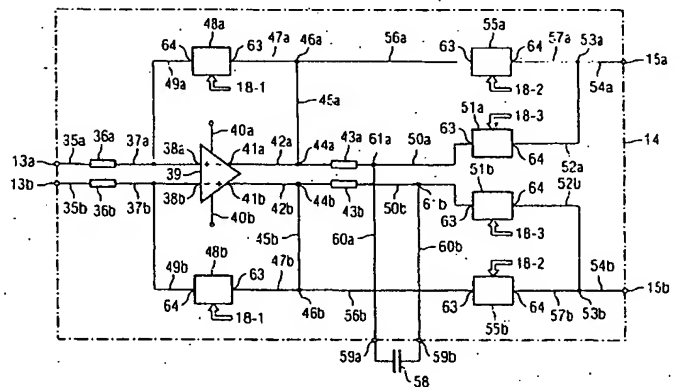 48a 55a
64 63 47a 46a 56a 63 64 57a 53a
49a 18-1 18-2 15a
45a 18-3 54a
40a 51a
35a 36a 37a 38a 41a 42a 44a 43a 61a 50a 63 14
13a 64 52a
39 + - - +
13b 51b 52b
35b 36b 37b 38b 41b 42b 44b 43b 50b 61b 63 64
40b 60a 60b 18-3
48b 45b 18-2
49b 63 47b 54b
64 46b 56b 63 64 57b 53b 15b
18-1 55b
59a 59b
58